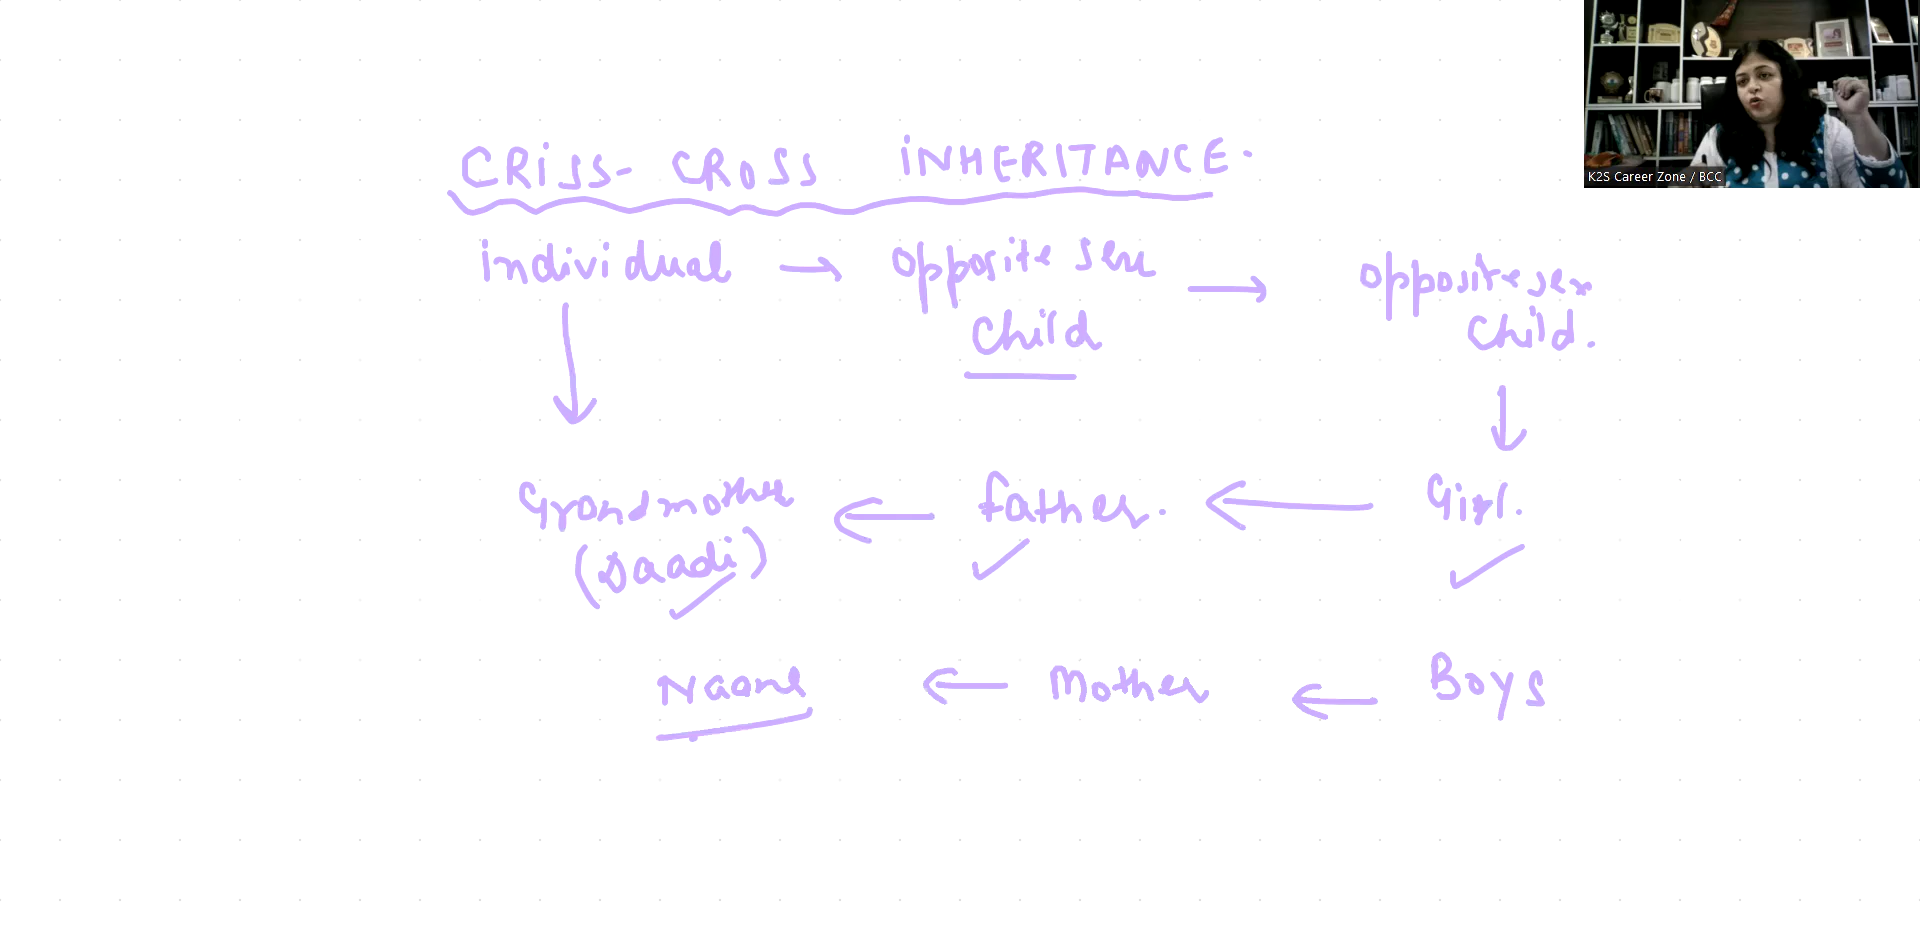 CRISS-CROSS INHERITANCE.
individual → opposite sex child → opposite sex child.
Grandmother (Daadi) ← father. ← Girl.
← Mother ← Boys
K2S Career Zone / BCC